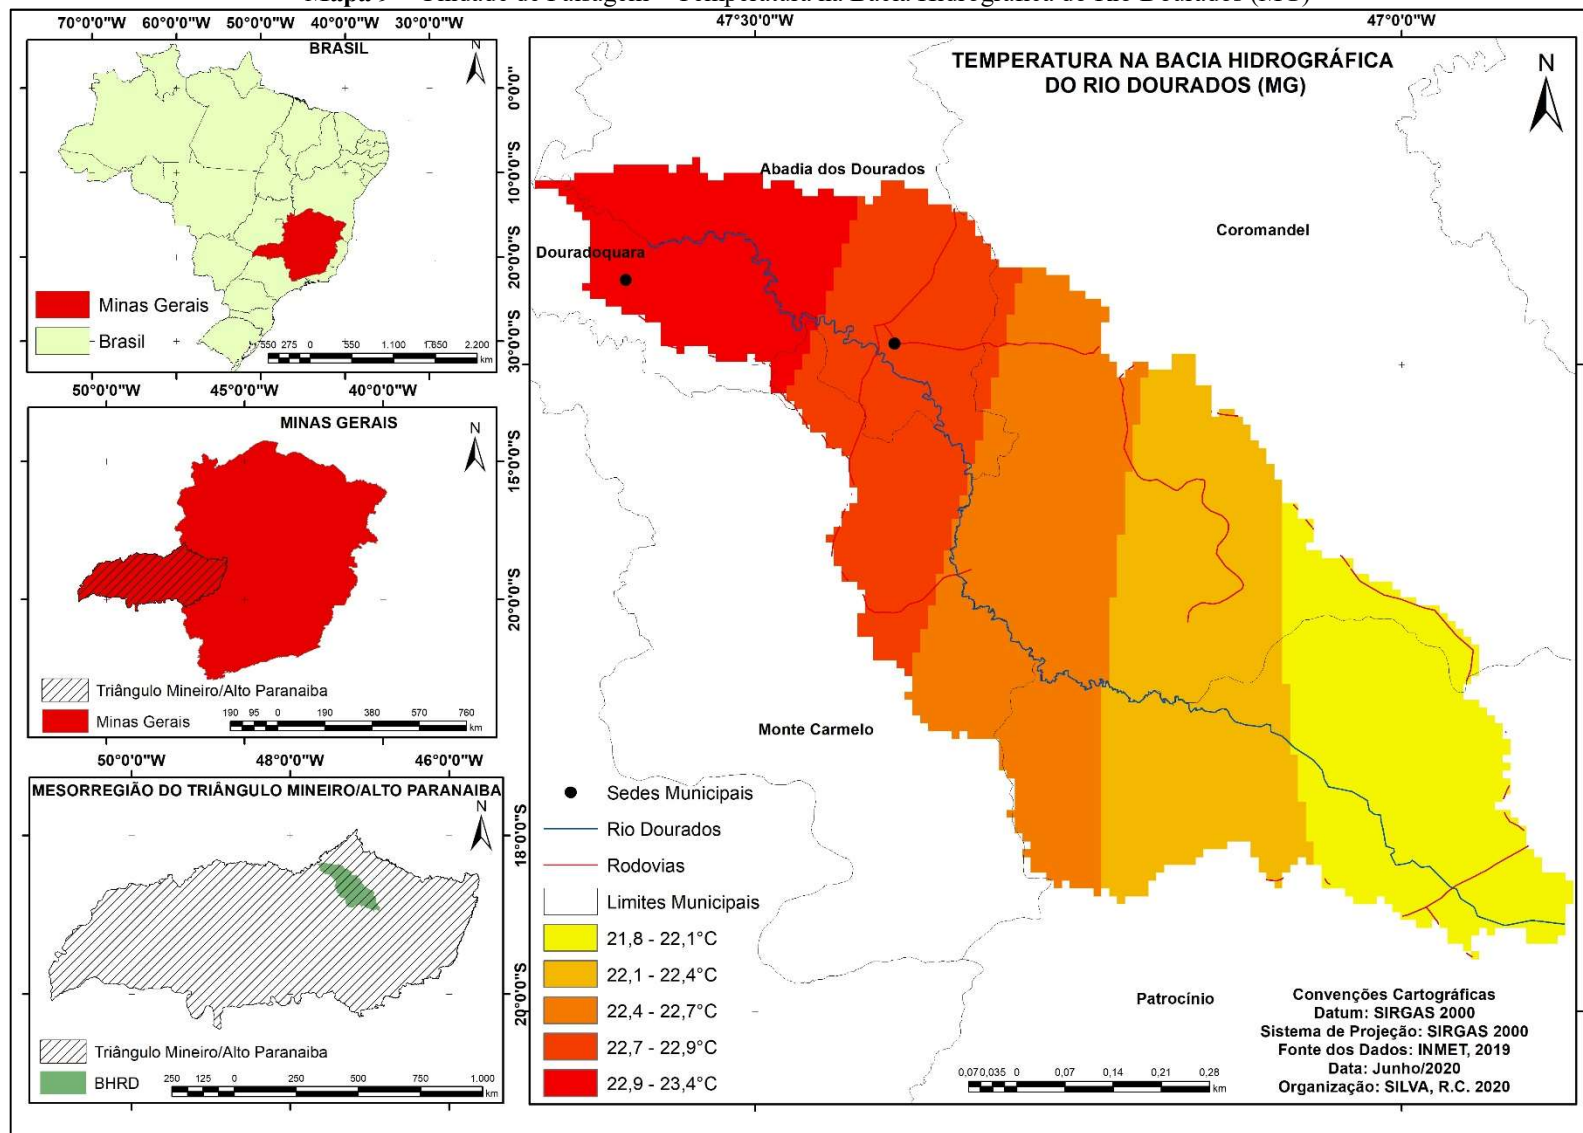 70°0'0"W 60°0'0"W 50°0'0"W 40°0'0"W 30°0'0"W
BRASIL
N
0°0'0"
10°0'0"S
20°0'0"S
30°0'0"S
Minas Gerais
Brasil
550 275 0 550 1.100 1.650 2.200
km
50°0'0"W 45°0'0"W 40°0'0"W
MINAS GERAIS
N
15°0'0"S
20°0'0"S
Triângulo Mineiro/Alto Paranaiba
Minas Gerais
190 95 0 190 380 570 760
km
50°0'0"W 48°0'0"W 46°0'0"W
MESORREGIÃO DO TRIÂNGULO MINEIRO/ALTO PARANAIBA
N
18°0'0"S
20°0'0"S
Triângulo Mineiro/Alto Paranaiba
BHRD
250 125 0 250 500 750 1.000
km
47°30'0"W 47°0'0"W
TEMPERATURA NA BACIA HIDROGRÁFICA
DO RIO DOURADOS (MG)
N
Abadia dos Dourados
Coromandel
Douradoquara
Monte Carmelo
Patrocínio
Sedes Municipais
Rio Dourados
Rodovias
Limites Municipais
21,8 - 22,1°C
22,1 - 22,4°C
22,4 - 22,7°C
22,7 - 22,9°C
22,9 - 23,4°C
0,07 0,035 0 0,07 0,14 0,21 0,28
km
Convenções Cartográficas
Datum: SIRGAS 2000
Sistema de Projeção: SIRGAS 2000
Fonte dos Dados: INMET, 2019
Data: Junho/2020
Organização: SILVA, R.C. 2020